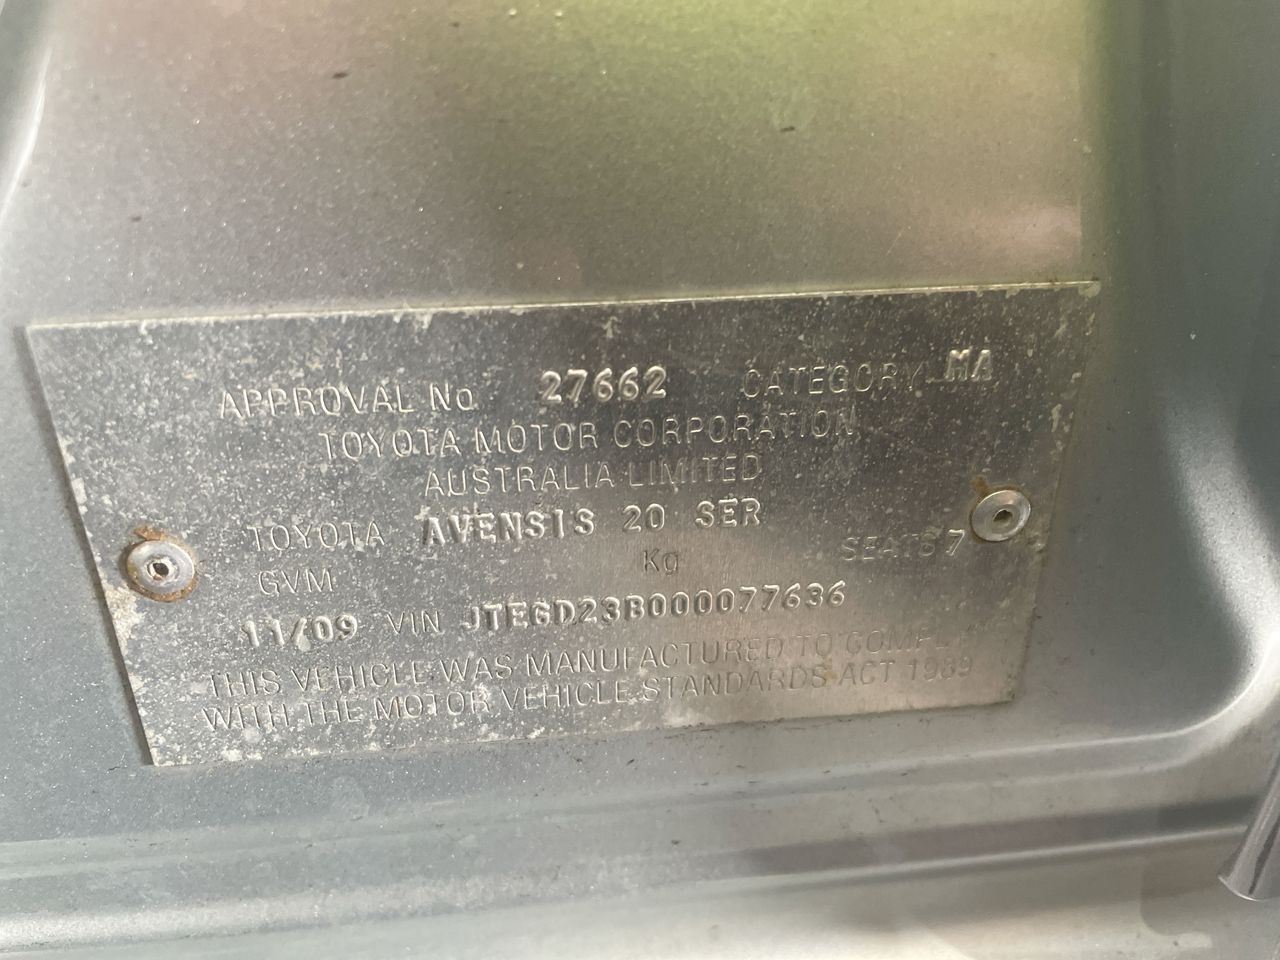 APPROVAL No 27662 CATEGORY MA
TOYOTA MOTOR CORPORATION
AUSTRALIA LIMITED
TOYOTA AVENSIS 20 SER
GVM Kg SEATS 7
11/09 VIN JTEGD23B000077636
THIS VEHICLE WAS MANUFACTURED TO COMPLY
WITH THE MOTOR VEHICLE STANDARDS ACT 1989